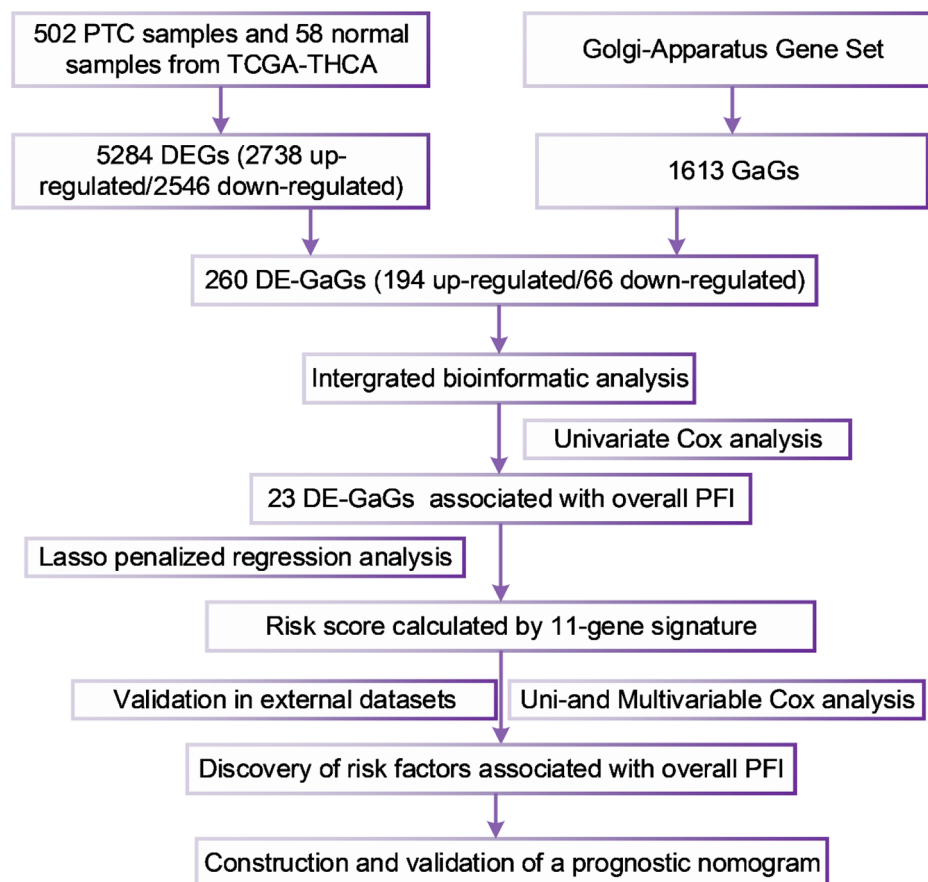 502 PTC samples and 58 normal
samples from TCGA-THCA
Golgi-Apparatus Gene Set
5284 DEGs (2738 up-
regulated/2546 down-regulated)
1613 GaGs
260 DE-GaGs (194 up-regulated/66 down-regulated)
Intergrated bioinformatic analysis
Univariate Cox analysis
23 DE-GaGs associated with overall PFI
Lasso penalized regression analysis
Risk score calculated by 11-gene signature
Validation in external datasets
Uni-and Multivariable Cox analysis
Discovery of risk factors associated with overall PFI
Construction and validation of a prognostic nomogram